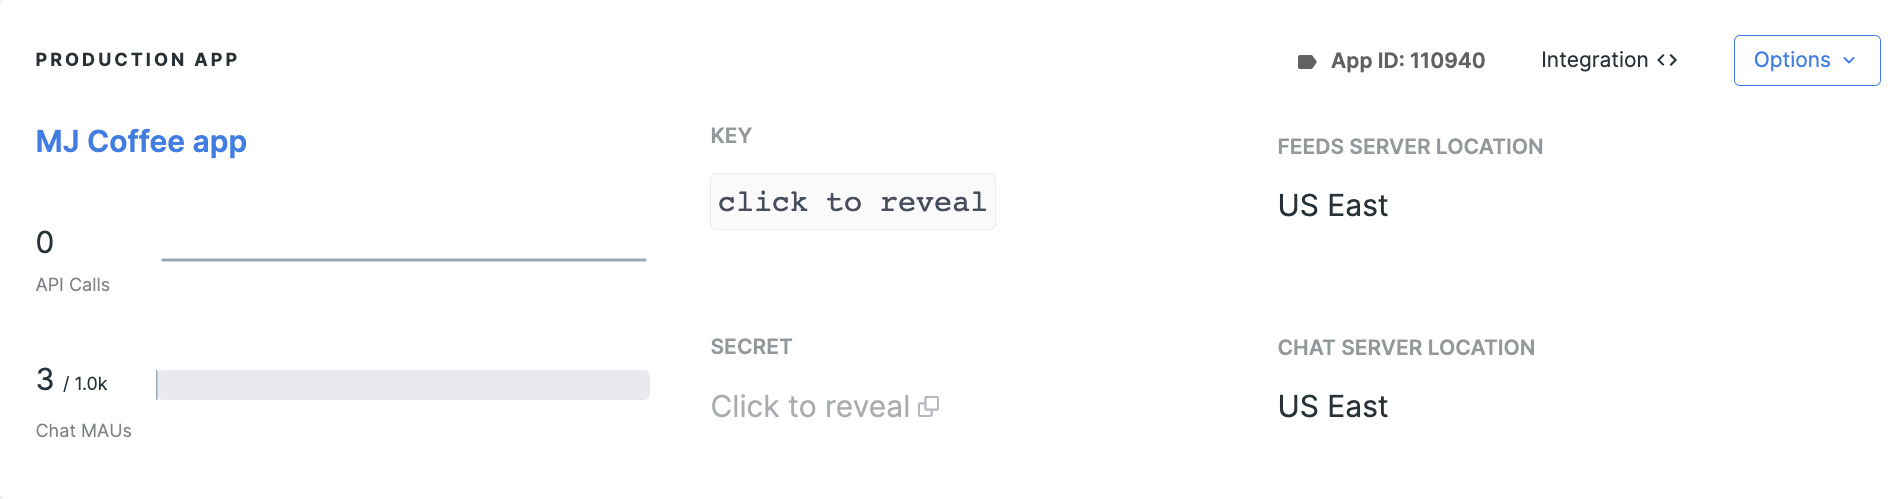 PRODUCTION APP
App ID: 110940
Integration <>
Options
MJ Coffee app
0
API Calls
3 / 1.0k
Chat MAUs
KEY
click to reveal
SECRET
Click to reveal
FEEDS SERVER LOCATION
US East
CHAT SERVER LOCATION
US East